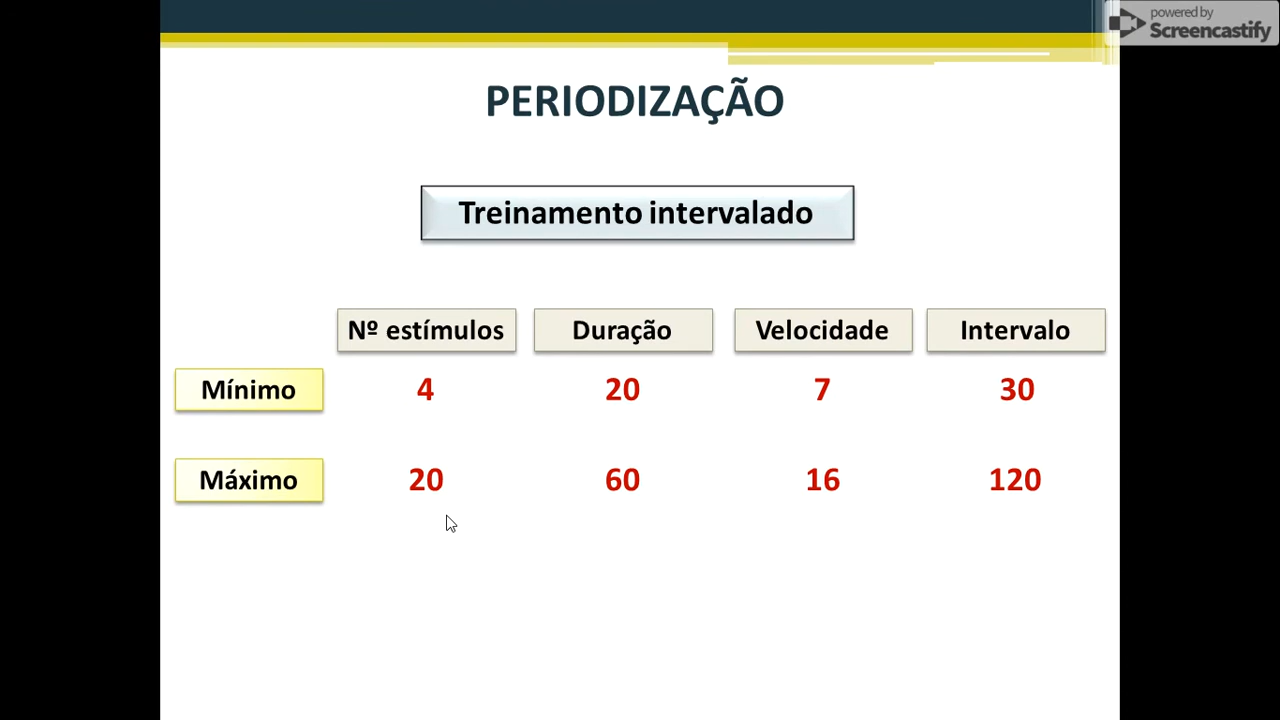 powered by
Screencastify
PERIODIZAÇÃO
Treinamento intervalado
Nº estímulos Duração Velocidade Intervalo
Mínimo 4 20 7 30
Máximo 20 60 16 120